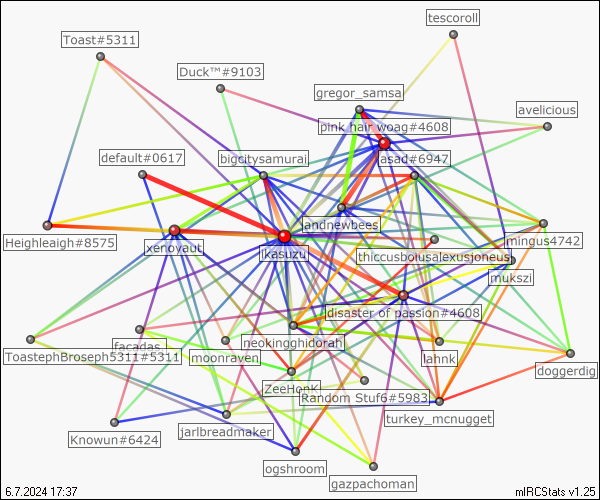 tescoroll
Toast#5311
Duck™#9103
gregor_samsa
avelicious
pink hair woag#4608
default#0617
bigcitysamurai
asad#6947
andnewbees
Heighleaigh#8575
xenovaut
ikasuzu
mingus4742
thiccusboiusalexusjoneus
mukszi
disaster of passion#4608
facadas
neokingghidorah
ToastephBroseph5311#5311
moonraven
lahnk
doggerdig
ZeeHonK
Random Stuf6#5983
turkey_mcnugget
Knowun#6424
jarlbreadmaker
ogshroom
gazpachoman
6.7.2024 17:37
mIRCStats v1.25